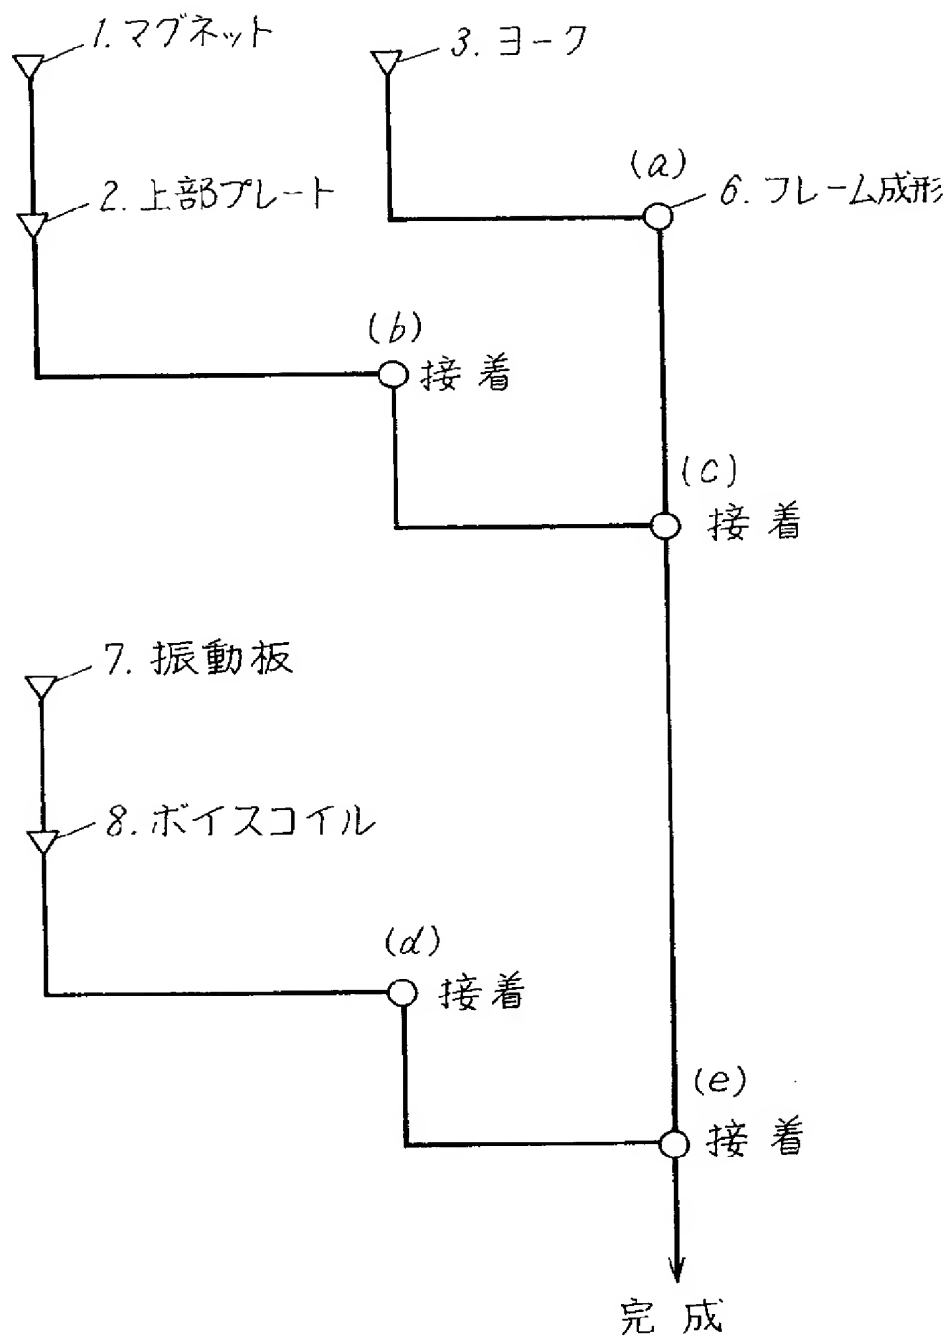 1. マグネット
3. ヨーク
2. 上部プレート
(a)
6. フレーム成形
(b)
接着
(c)
接着
7. 振動板
8. ボイスコイル
(d)
接着
(e)
接着
完成